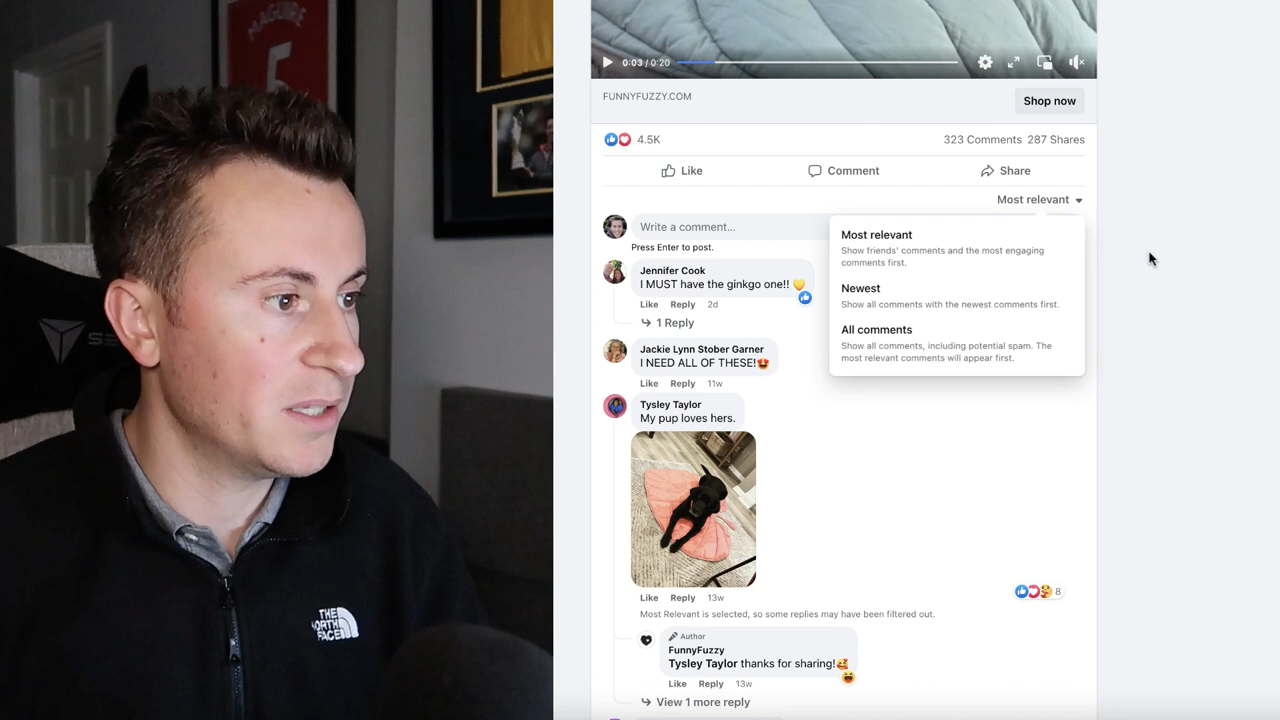 MAGUIRE
5
THE
NORTH
FACE
0:03 / 0:20
FUNNYFUZZY.COM
Shop now
4.5K
323 Comments 287 Shares
Like
Comment
Share
Most relevant
Write a comment...
Press Enter to post.
Most relevant
Show friends' comments and the most engaging
comments first.
Newest
Show all comments with the newest comments first.
All comments
Show all comments, including potential spam. The
most relevant comments will appear first.
Jennifer Cook
I MUST have the ginkgo one!! 💛
Like Reply 2d
1 Reply
Jackie Lynn Stober Garner
I NEED ALL OF THESE!😍
Like Reply 11w
Tysley Taylor
My pup loves hers.
8
Like Reply 13w
Most Relevant is selected, so some replies may have been filtered out.
Author
FunnyFuzzy
Tysley Taylor thanks for sharing!🥰
Like Reply 13w
View 1 more reply